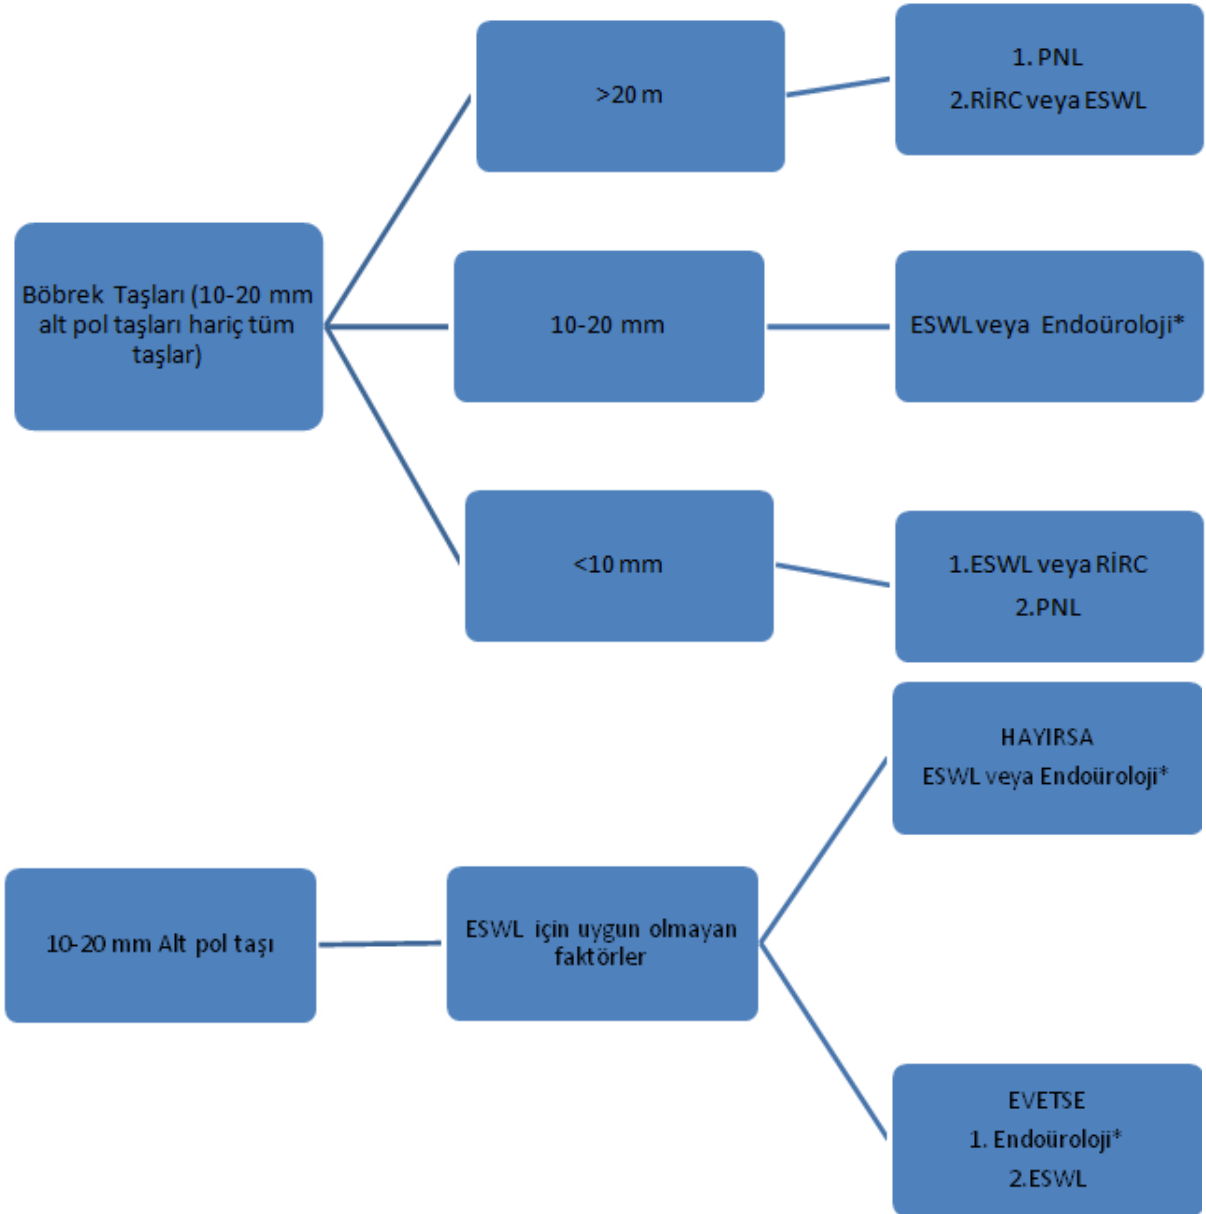 Böbrek Taşları (10-20 mm
alt pol taşları hariç tüm
taşlar)
>20 m
1. PNL
2.RİRC veya ESWL
10-20 mm
ESWL veya Endoüroloji*
<10 mm
1.ESWL veya RİRC
2.PNL
10-20 mm Alt pol taşı
ESWL için uygun olmayan
faktörler
HAYIRSA
ESWL veya Endoüroloji*
EVETSE
1. Endoüroloji*
2.ESWL